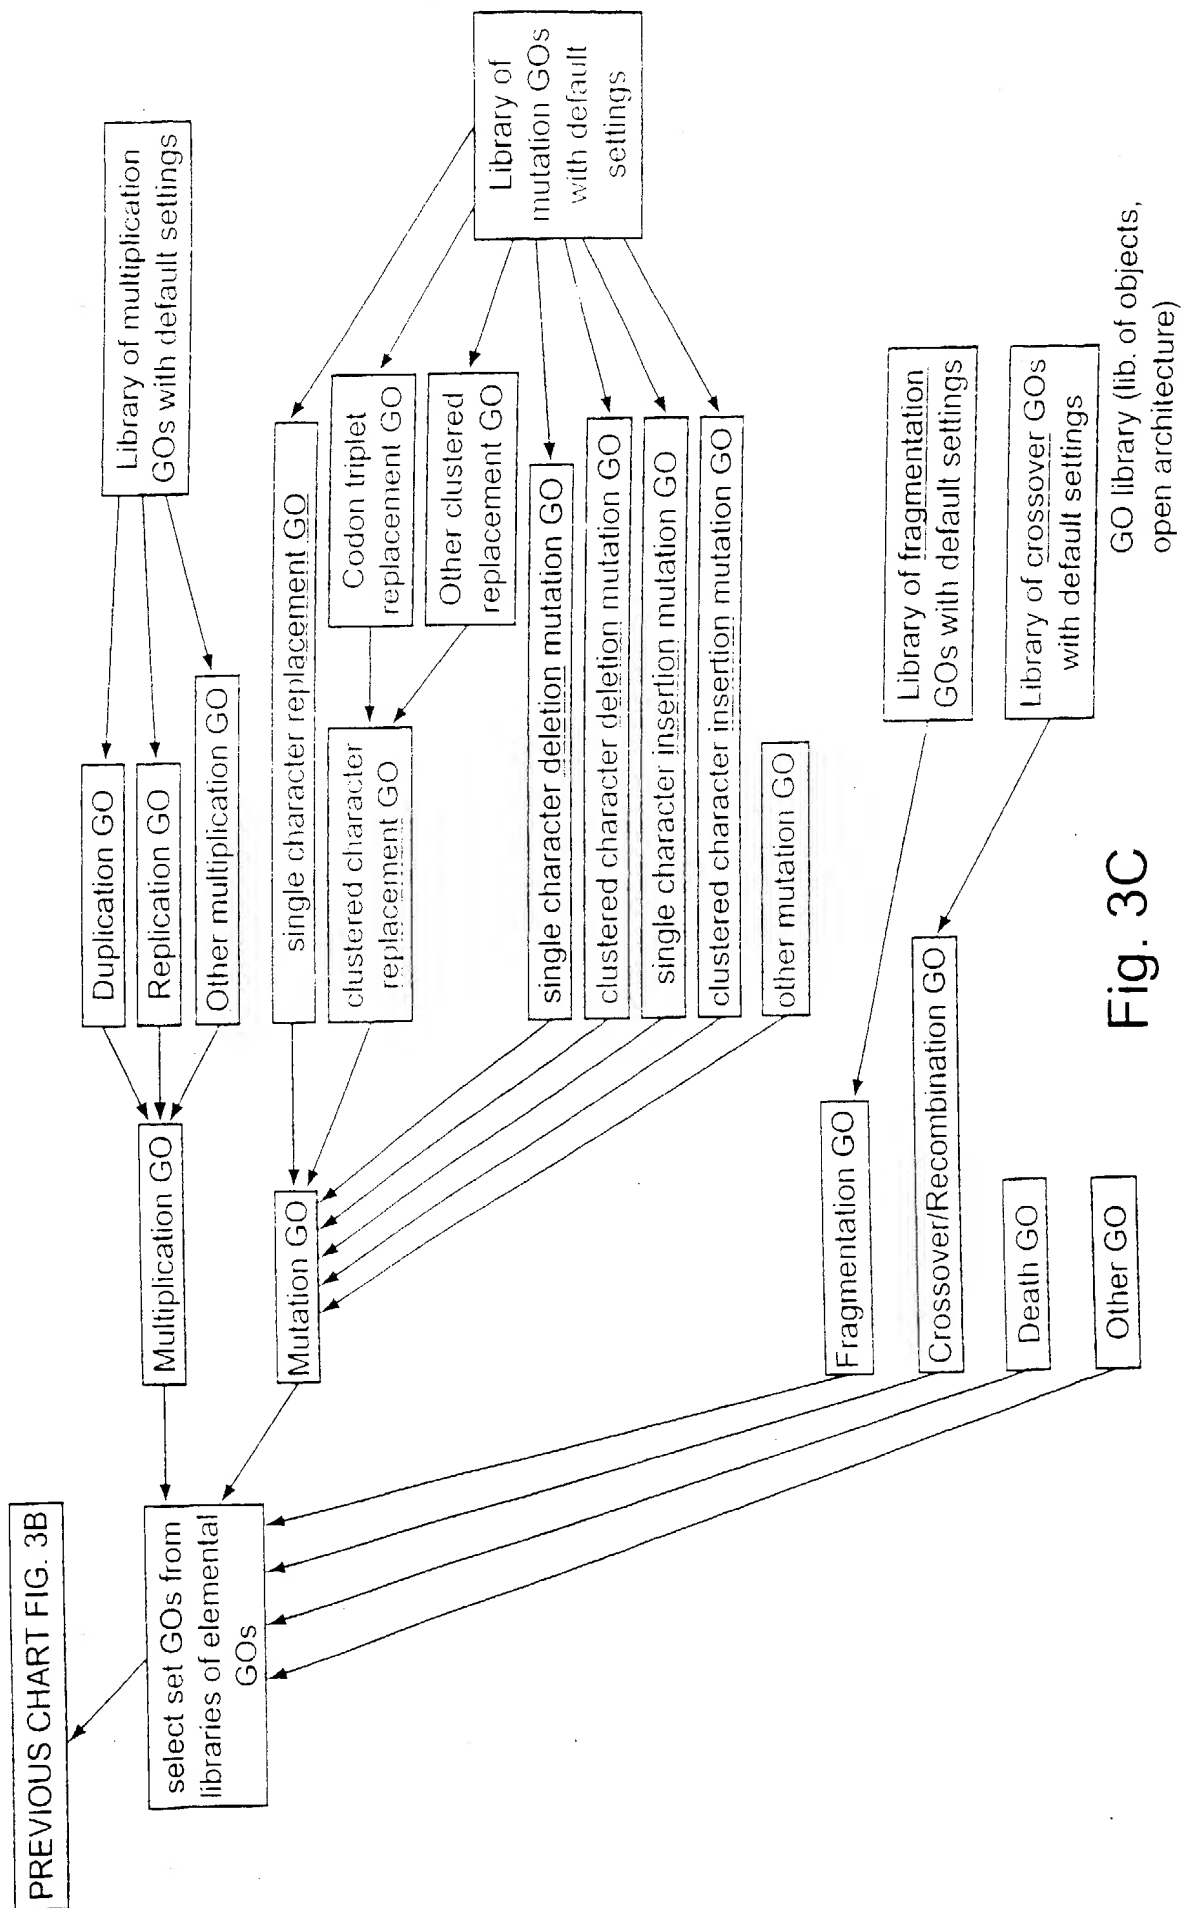 PREVIOUS CHART FIG. 3B
select set GOs from
libraries of elemental
GOs
Multiplication GO
Duplication GO
Replication GO
Other multiplication GO
Library of multiplication
GOs with default settings
Mutation GO
single character replacement GO
clustered character
replacement GO
Codon triplet
replacement GO
Other clustered
replacement GO
single character deletion mutation GO
clustered character deletion mutation GO
single character insertion mutation GO
clustered character insertion mutation GO
other mutation GO
Library of
mutation GOs
with default
settings
Fragmentation GO
Library of fragmentation
GOs with default settings
Crossover/Recombination GO
Library of crossover GOs
with default settings
Death GO
Other GO
GO library (lib. of objects,
open architecture)
Fig. 3C